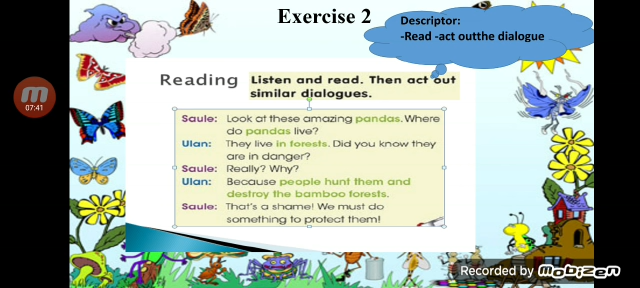 Exercise 2
Descriptor:
-Read -act outthe dialogue
Reading
Listen and read. Then act out
similar dialogues.
Saule: Look at these amazing pandas. Where
do pandas live?
Ulan: They live in forests. Did you know they
are in danger?
Saule: Really? Why?
Ulan: Because people hunt them and
destroy the bamboo forests.
Saule: That's a shame! We must do
something to protect them!
07:41
Recorded by mobizen